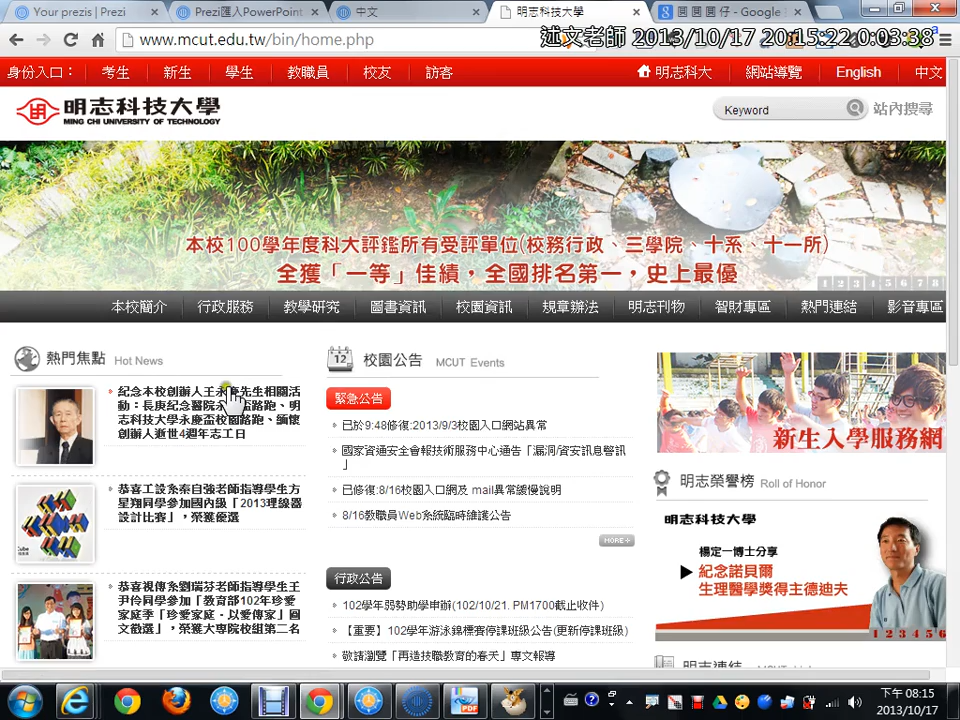 Your prezis | Prezi
Prezi匯入PowerPoint
中文
明志科技大學
圓圓圓仔 - Google
www.mcut.edu.tw/bin/home.php
述文老師 2013/10/17 20:15:22 0:03:38
身份入口：
考生
新生
學生
教職員
校友
訪客
明志科大
網站導覽
English
中文
明志科技大學
MING CHI UNIVERSITY OF TECHNOLOGY
Keyword
站內搜尋
本校100學年度科大評鑑所有受評單位(校務行政、三學院、十系、十一所)
全獲「一等」佳績，全國排名第一，史上最優
1 2 3 4 5 6 7 8
本校簡介
行政服務
教學研究
圖書資訊
校園資訊
規章辦法
明志刊物
智財專區
熱門連結
影音專區
熱門焦點 Hot News
紀念本校創辦人王永慶先生相關活
動：長庚紀念醫院永慶盃路跑、明
志科技大學永慶盃校園路跑、緬懷
創辦人逝世4週年志工日
恭喜工設系秦自強老師指導學生方
星翔同學參加國內級「2013理線器
設計比賽」，榮獲優選
恭喜視傳系劉瑞芬老師指導學生王
尹伶同學參加「教育部102年珍愛
家庭季「珍愛家庭．以愛傳家」圖
文徵選」，榮獲大專院校組第二名
12
校園公告 MCUT Events
緊急公告
已於9:48修復:2013/9/3校園入口網站異常
國家資通安全會報技術服務中心通告「漏洞/資安訊息警訊
」
已修復:8/16校園入口網及 mail異常緩慢說明
8/16教職員Web系統臨時維護公告
MORE+
行政公告
102學年弱勢助學申辦(102/10/21. PM1700截止收件)
【重要】102學年游泳錦標賽停課班級公告(更新停課班級)
敬請瀏覽「再造技職教育的春天」專文報導
新生入學服務網
明志榮譽榜 Roll of Honor
明志科技大學
楊定一博士分享
紀念諾貝爾
生理醫學獎得主德迪夫
1 2 3 4 5 6
明志連結
下午 08:15
2013/10/17